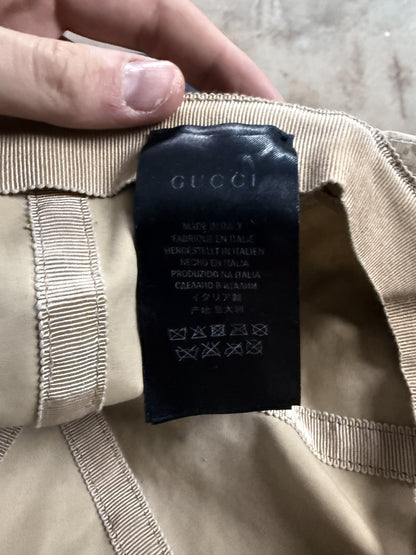 GUCCI
MADE IN ITALY
FABRIQUÉ EN ITALIE
HERGESTELLT IN ITALIEN
HECHO EN ITALIA
PRODUZIDO NA ITALIA
СДЕЛАНО В ИТАЛИИ
イタリア製
产地 意大利